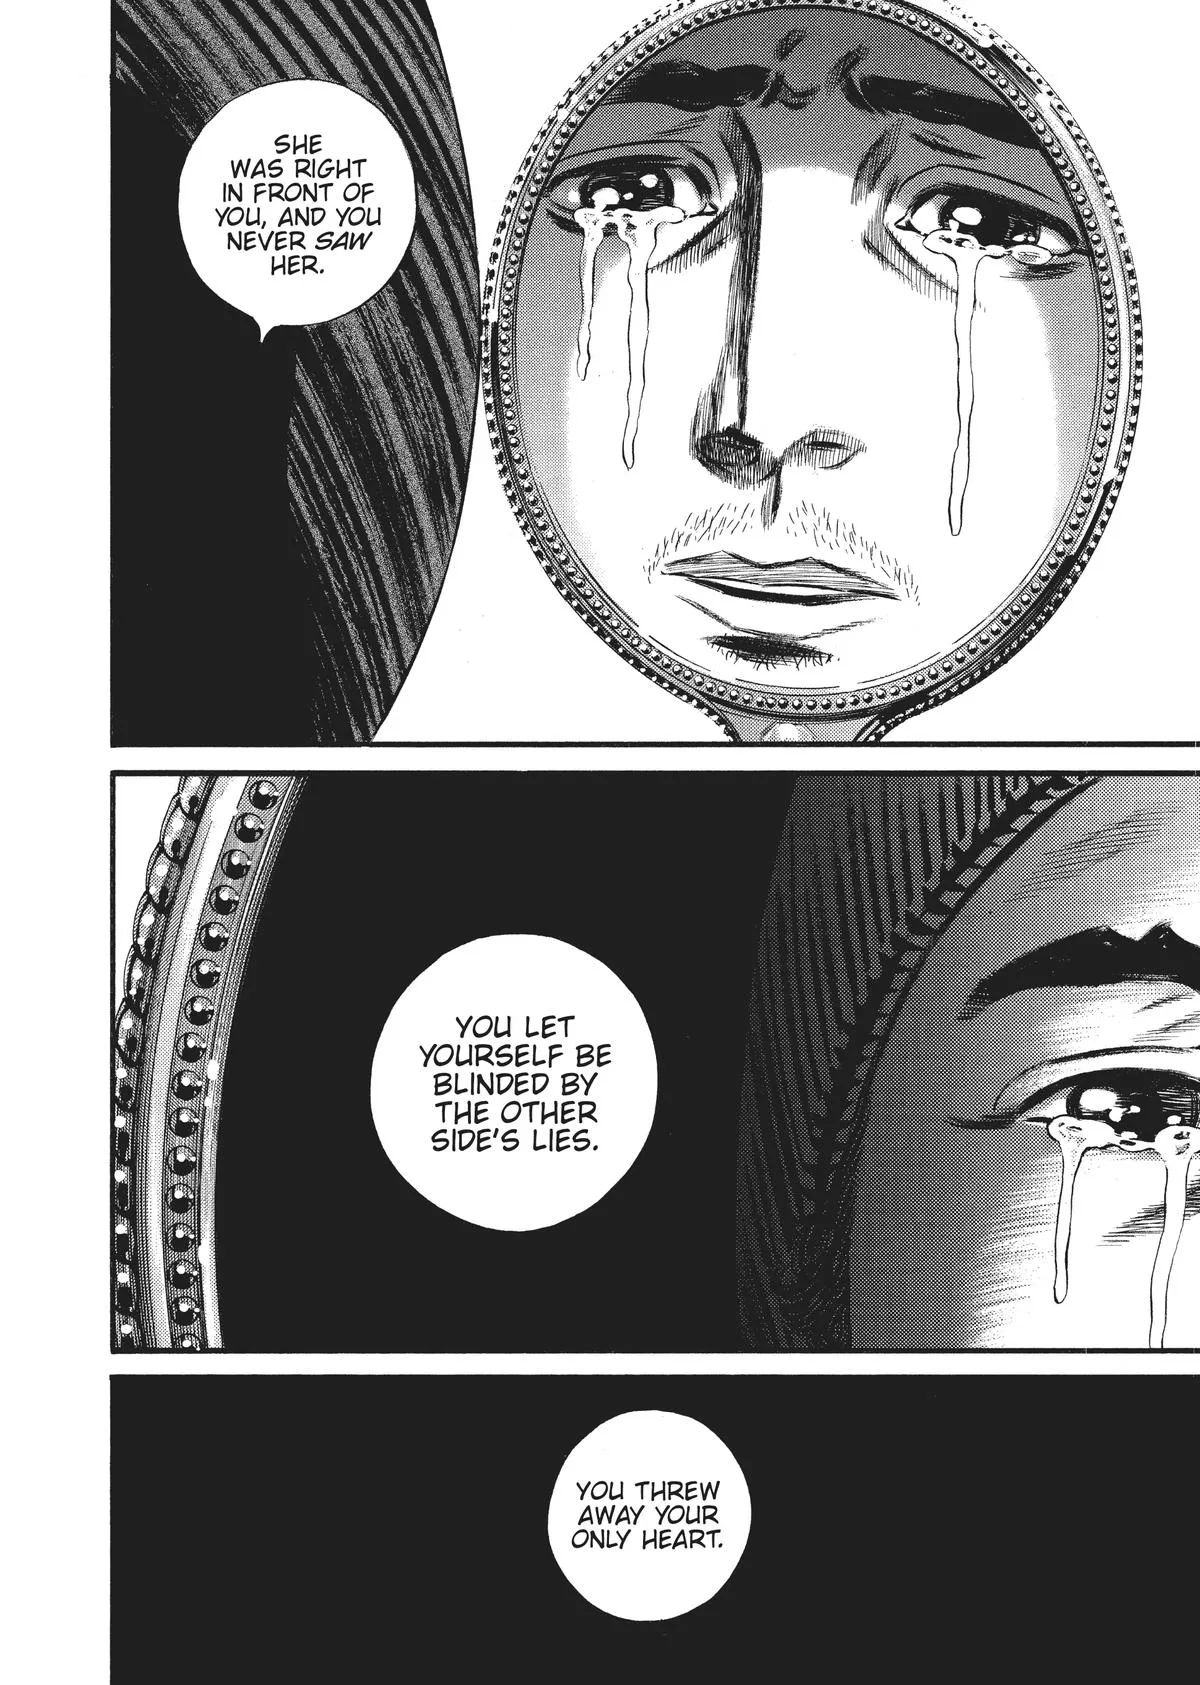 SHE
WAS RIGHT
IN FRONT OF
YOU, AND YOU
NEVER SAW
HER.
YOU LET
YOURSELF BE
BLINDED BY
THE OTHER
SIDE'S LIES.
YOU THREW
AWAY YOUR
ONLY HEART.